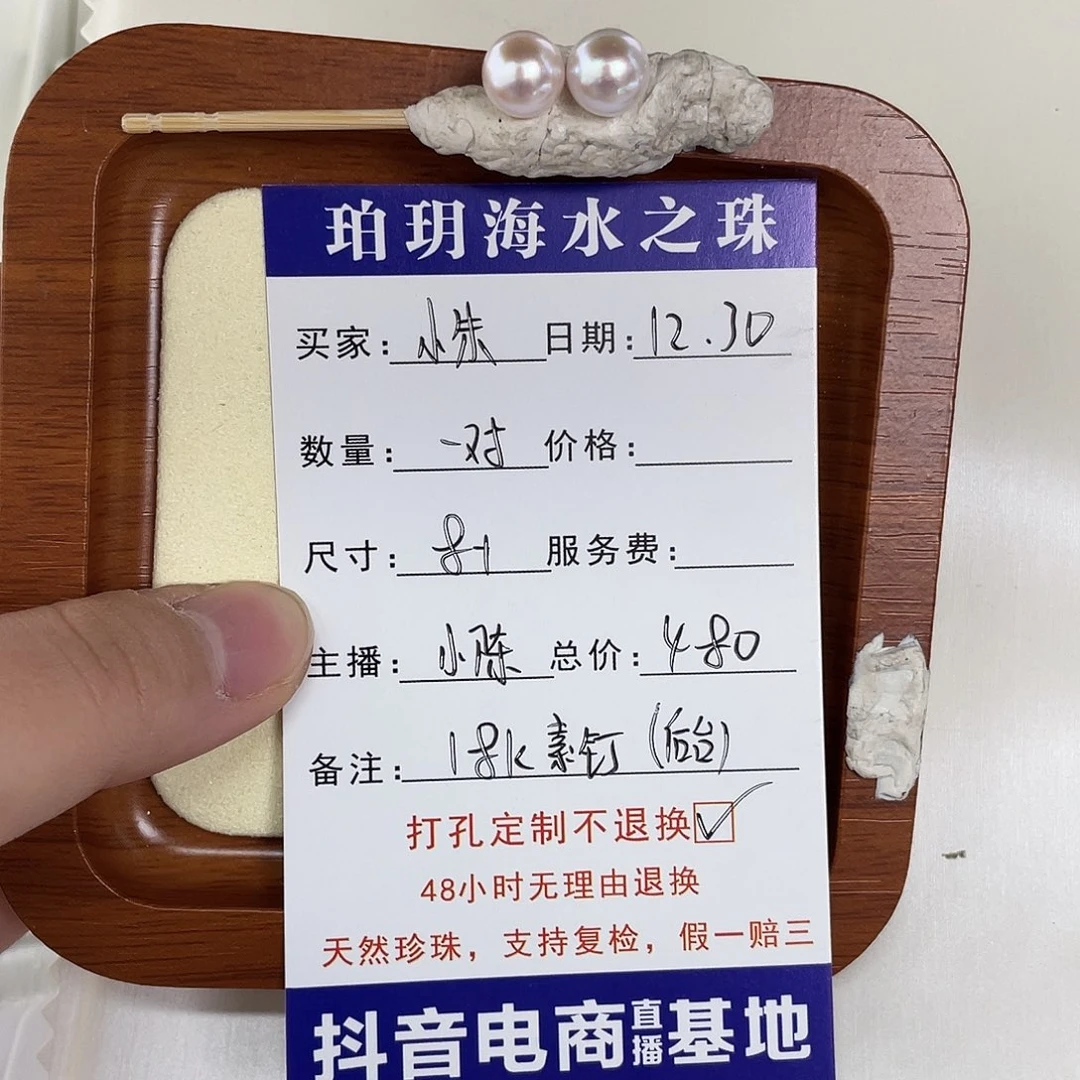 珀玥海水之珠
买家：小朱 日期：12.30
数量：一对 价格：
尺寸：8+ 服务费：
主播：小陈 总价：480
备注：18k素钉（后台）
打孔定制不退换
48小时无理由退换
天然珍珠，支持复检，假一赔三
抖音电商直播基地